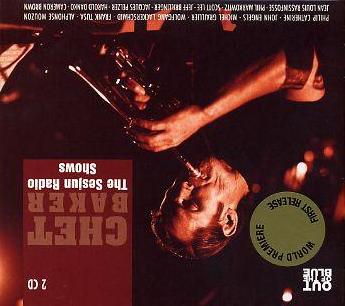 OUT
OF THE
BLUE
2 CD
WORLD PREMIERE
FIRST RELEASE
CHET
BAKER
The Sesjun Radio
Shows
PHILIP CATHERINE - JOHN ENGELS - MICHEL GRAILLIER - WOLFGANG LACKERSCHMID - FRANK TUSA - ALPHONSE MOUZON
JEAN LOUIS RASSINFOSSE - PHIL MARKOWITZ - SCOTT LEE - JEFF BRILLINGER - JACQUES PELZER - HAROLD DANKO - CAMERON BROWN